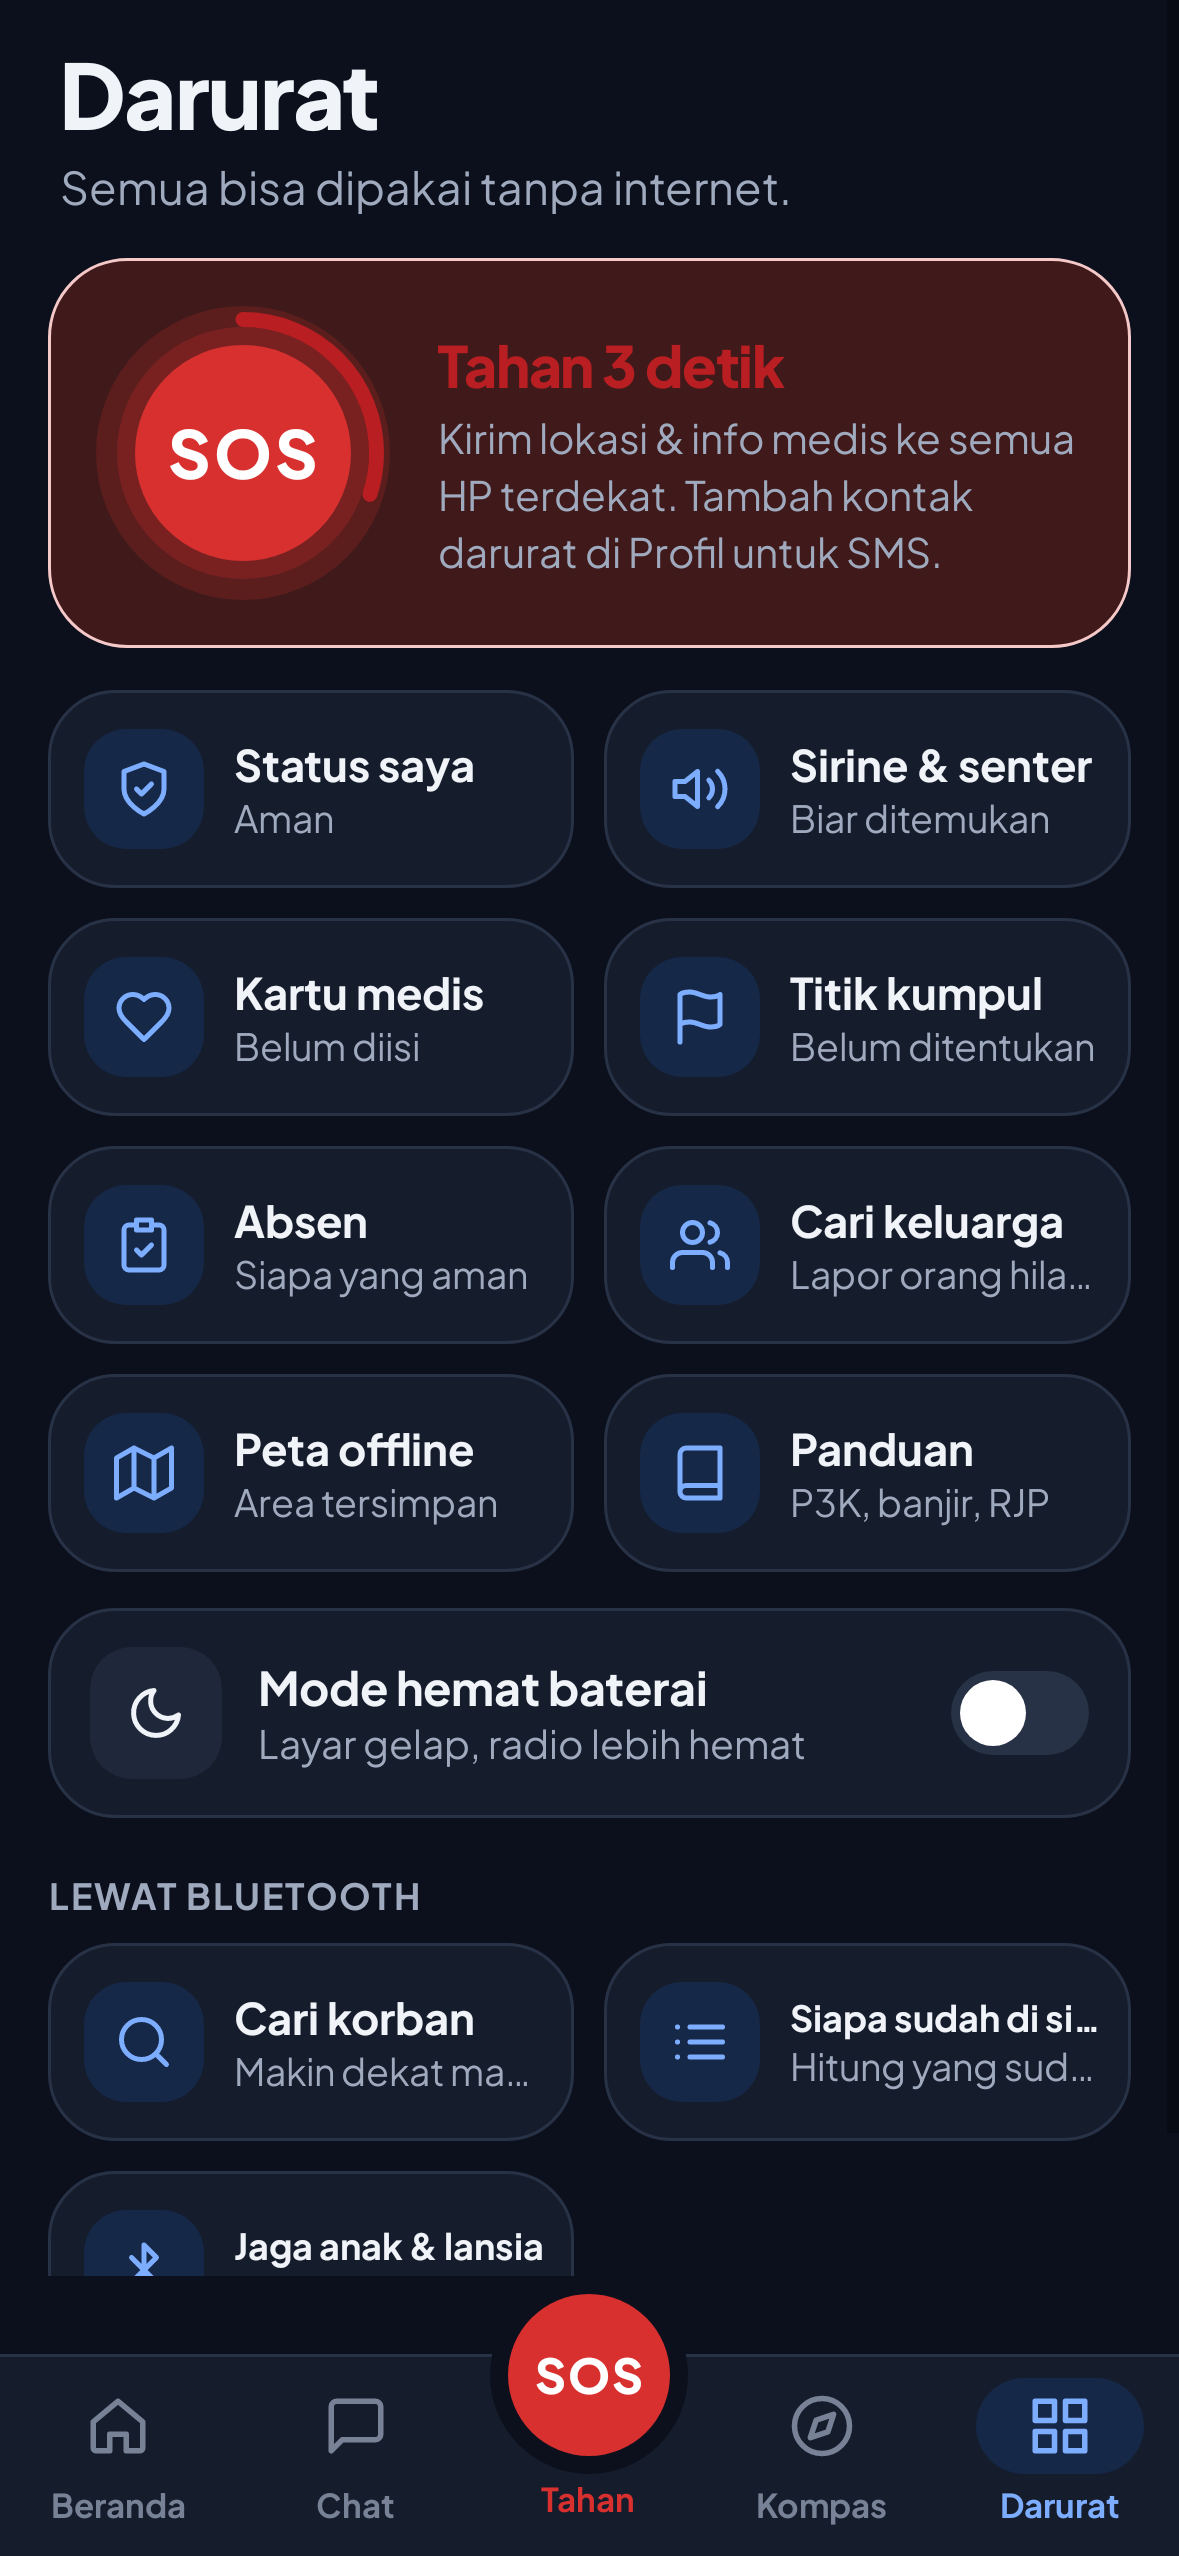 Darurat
Semua bisa dipakai tanpa internet.
SOS
Tahan 3 detik
Kirim lokasi & info medis ke semua
HP terdekat. Tambah kontak
darurat di Profil untuk SMS.
Status saya
Aman
Sirine & senter
Biar ditemukan
Kartu medis
Belum diisi
Titik kumpul
Belum ditentukan
Absen
Siapa yang aman
Cari keluarga
Lapor orang hila...
Peta offline
Area tersimpan
Panduan
P3K, banjir, RJP
Mode hemat baterai
Layar gelap, radio lebih hemat
LEWAT BLUETOOTH
Cari korban
Makin dekat ma...
Siapa sudah di si...
Hitung yang sud...
Jaga anak & lansia
SOS
Beranda
Chat
Tahan
Kompas
Darurat